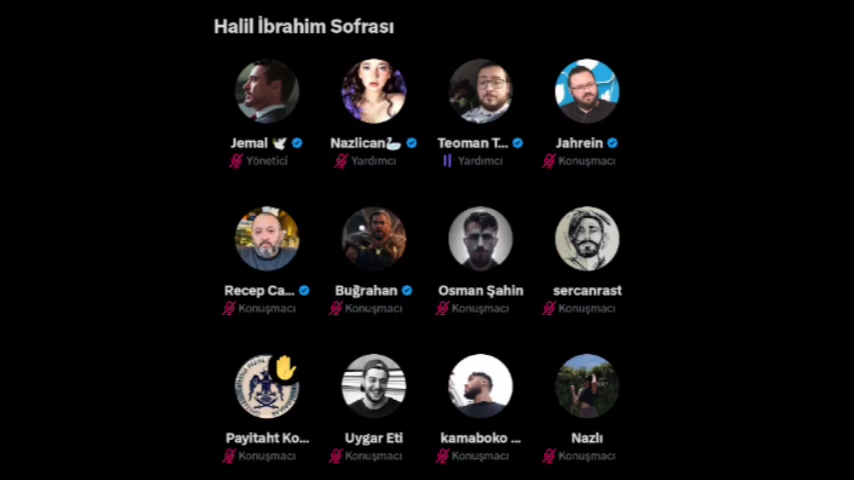 Halil İbrahim Sofrası
Jemal Nazlican Teoman T... Jahrein
Yönetici Yardımcı Yardımcı Konuşmacı
Recep Ca... Buğrahan Osman Şahin sercanrast
Konuşmacı Konuşmacı Konuşmacı Konuşmacı
Payitaht Ko... Uygar Eti kamaboko ... Nazlı
Konuşmacı Konuşmacı Konuşmacı Konuşmacı